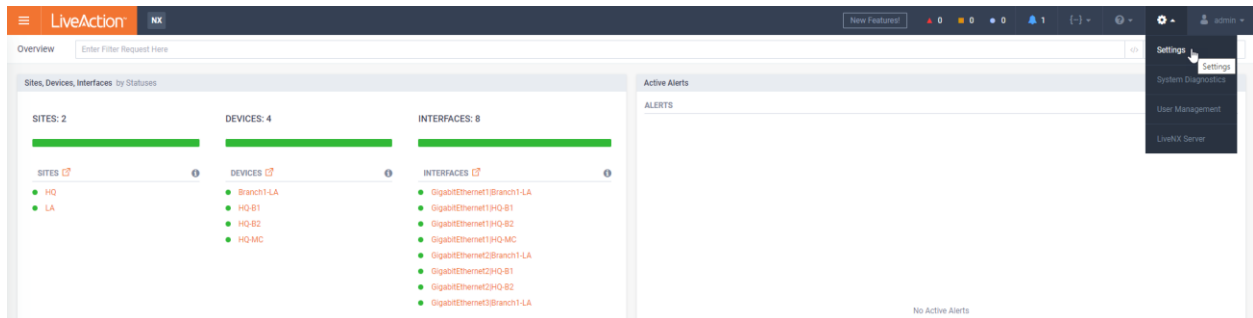 LiveAction NX New Features! 0 0 0 1 {--} admin
Overview Enter Filter Request Here </> Settings
Settings
Sites, Devices, Interfaces by Statuses Active Alerts System Diagnostics
ALERTS User Management
SITES: 2 DEVICES: 4 INTERFACES: 8
LiveNX Server
SITES DEVICES INTERFACES
HQ Branch1-LA GigabitEthernet1|Branch1-LA
LA HQ-B1 GigabitEthernet1|HQ-B1
HQ-B2 GigabitEthernet1|HQ-B2
HQ-MC GigabitEthernet1|HQ-MC
GigabitEthernet2|Branch1-LA
GigabitEthernet2|HQ-B1
GigabitEthernet2|HQ-B2
GigabitEthernet3|Branch1-LA
No Active Alerts